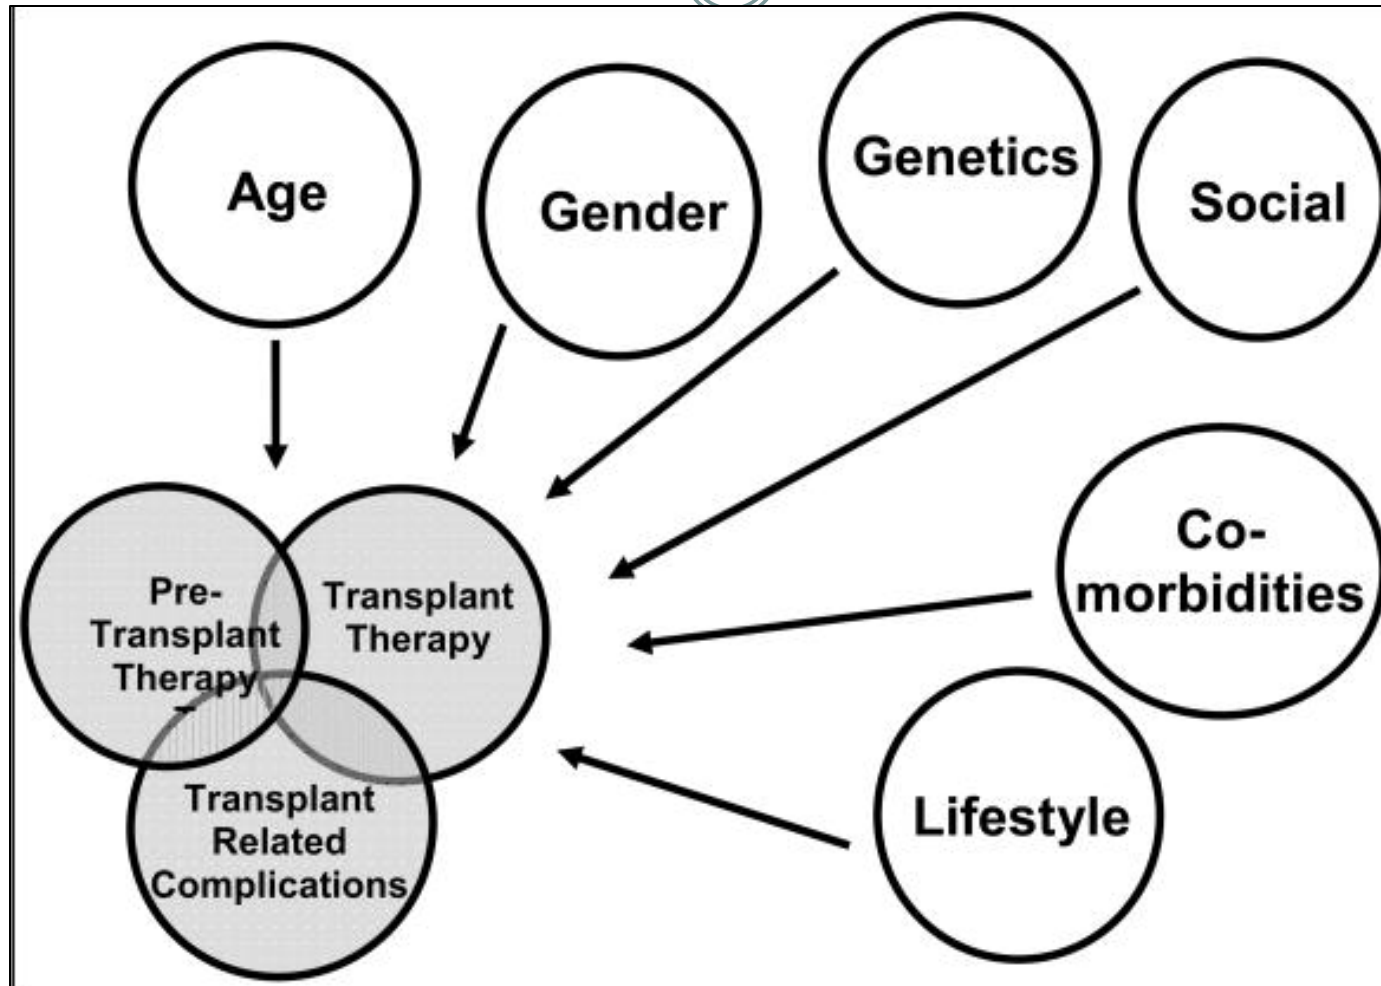 Age
Gender
Genetics
Social
Co-
morbidities
Lifestyle
Pre-
Transplant
Therapy
Transplant
Therapy
Transplant
Related
Complications